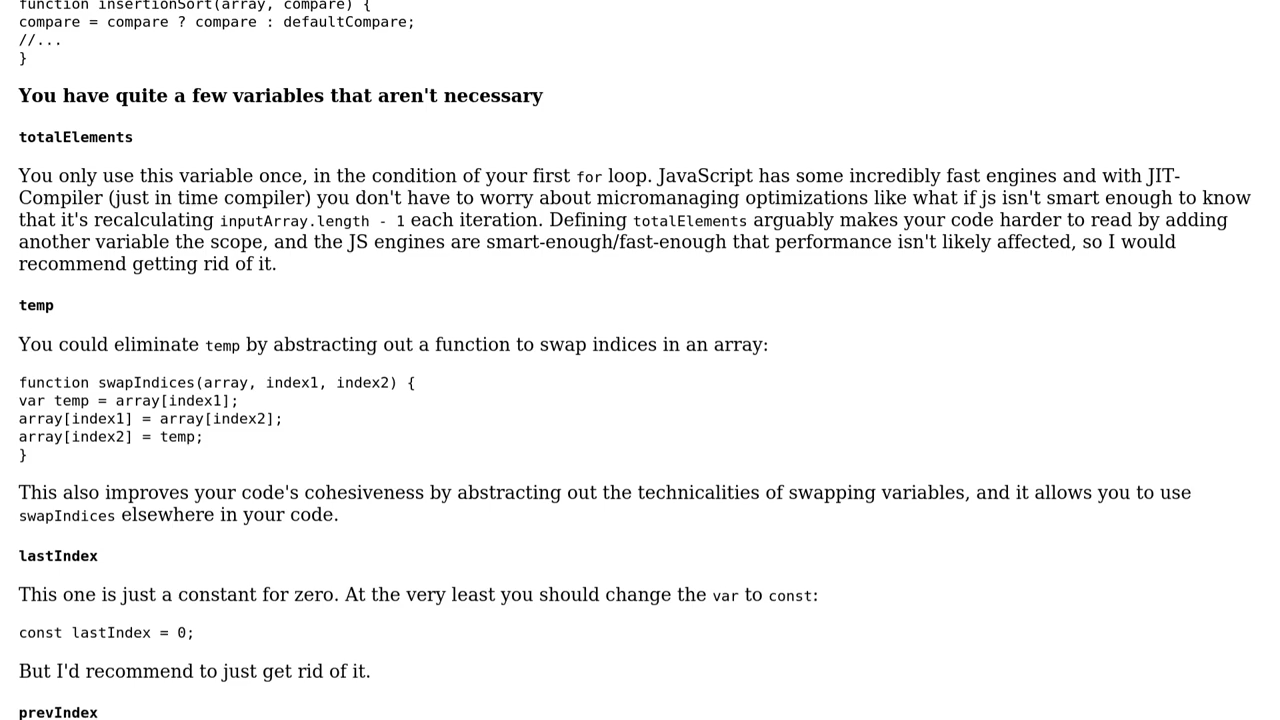 function insertionSort(array, compare) {
compare = compare ? compare : defaultCompare;
//...
}
You have quite a few variables that aren't necessary
totalElements
You only use this variable once, in the condition of your first for loop. JavaScript has some incredibly fast engines and with JIT-
Compiler (just in time compiler) you don't have to worry about micromanaging optimizations like what if js isn't smart enough to know
that it's recalculating inputArray.length - 1 each iteration. Defining totalElements arguably makes your code harder to read by adding
another variable the scope, and the JS engines are smart-enough/fast-enough that performance isn't likely affected, so I would
recommend getting rid of it.
temp
You could eliminate temp by abstracting out a function to swap indices in an array:
function swapIndices(array, index1, index2) {
var temp = array[index1];
array[index1] = array[index2];
array[index2] = temp;
}
This also improves your code's cohesiveness by abstracting out the technicalities of swapping variables, and it allows you to use
swapIndices elsewhere in your code.
lastIndex
This one is just a constant for zero. At the very least you should change the var to const:
const lastIndex = 0;
But I'd recommend to just get rid of it.
prevIndex